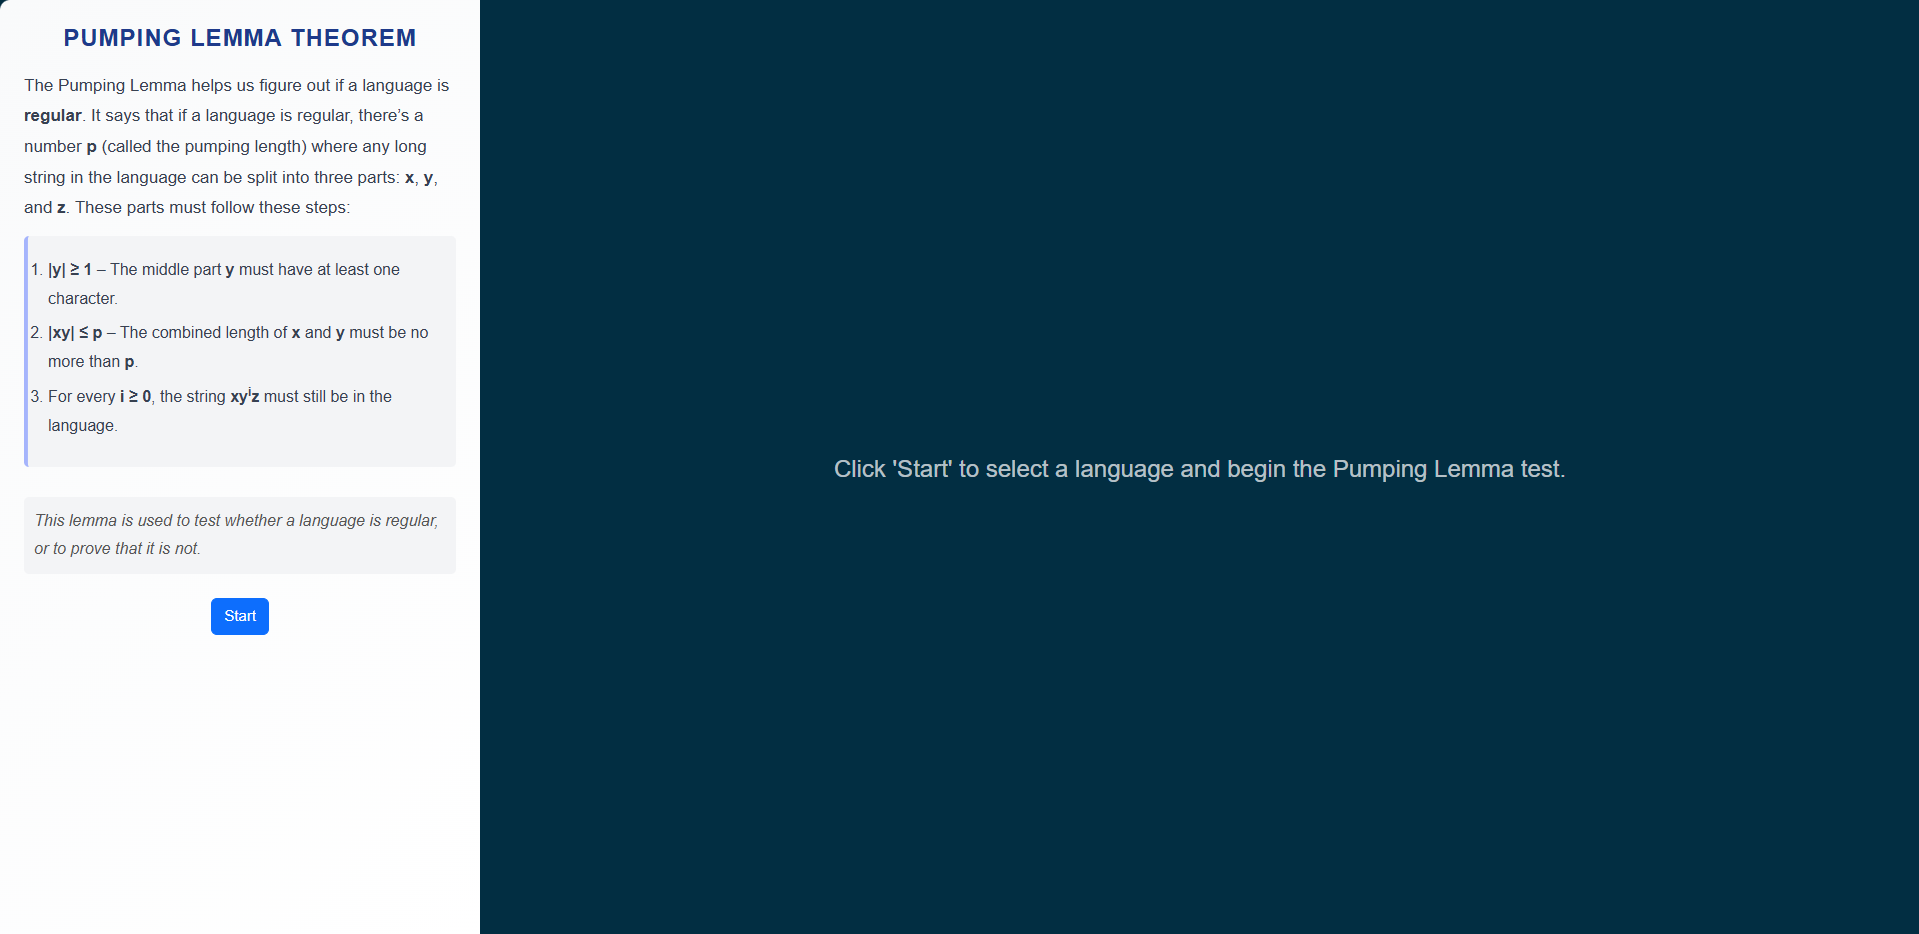 PUMPING LEMMA THEOREM
The Pumping Lemma helps us figure out if a language is
regular. It says that if a language is regular, there’s a
number p (called the pumping length) where any long
string in the language can be split into three parts: x, y,
and z. These parts must follow these steps:
1. |y| ≥ 1 – The middle part y must have at least one
character.
2. |xy| ≤ p – The combined length of x and y must be no
more than p.
3. For every i ≥ 0, the string xyⁱz must still be in the
language.
This lemma is used to test whether a language is regular,
or to prove that it is not.
Start
Click 'Start' to select a language and begin the Pumping Lemma test.